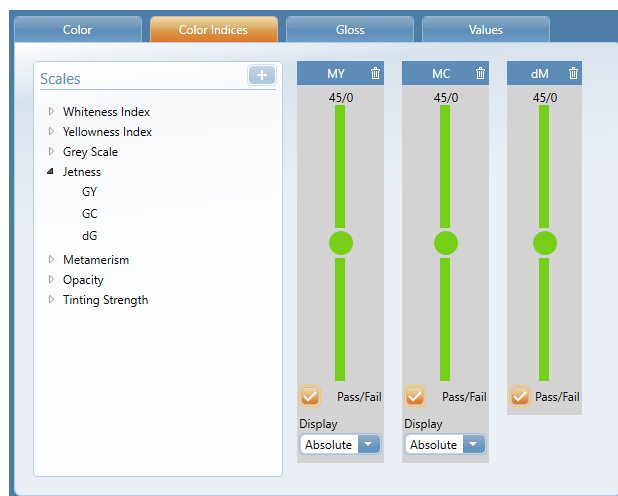 Color Color Indices Gloss Values
Scales
Whiteness Index
Yellowness Index
Grey Scale
Jetness
GY
GC
dG
Metamerism
Opacity
Tinting Strength
MY MC dM
45/0 45/0 45/0
Pass/Fail Pass/Fail Pass/Fail
Display Display
Absolute Absolute